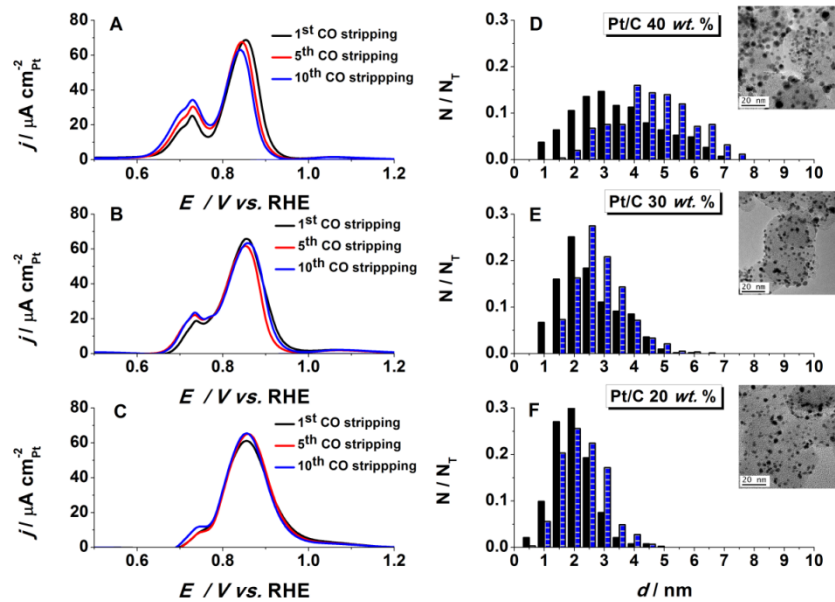 A
1st CO stripping
5th CO stripping
10th CO strippping
j / μA cm-2Pt
80
60
40
20
0
0.6 0.8 1.0 1.2
E / V vs. RHE
B
1st CO stripping
5th CO stripping
10th CO strippping
j / μA cm-2Pt
80
60
40
20
0
0.6 0.8 1.0 1.2
E / V vs. RHE
C
1st CO stripping
5th CO stripping
10th CO strippping
j / μA cm-2Pt
80
60
40
20
0
0.6 0.8 1.0 1.2
E / V vs. RHE
D
Pt/C 40 wt. %
20 nm
N / NT
0.3
0.2
0.1
0.0
0 1 2 3 4 5 6 7 8 9 10
E
Pt/C 30 wt. %
20 nm
N / NT
0.3
0.2
0.1
0.0
0 1 2 3 4 5 6 7 8 9 10
F
Pt/C 20 wt. %
20 nm
N / NT
0.3
0.2
0.1
0.0
0 1 2 3 4 5 6 7 8 9 10
d / nm